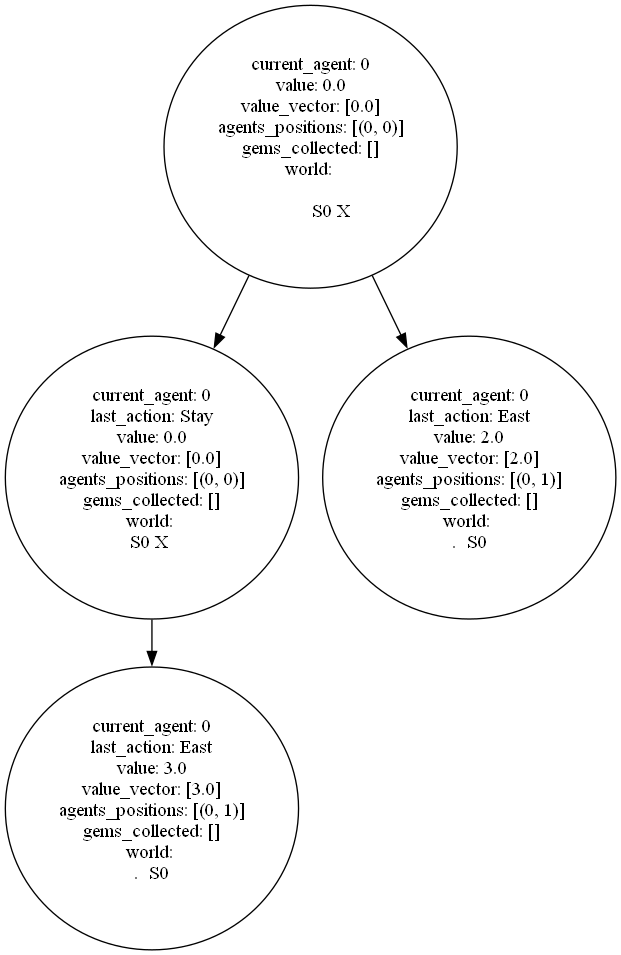 current_agent: 0
value: 0.0
value_vector: [0.0]
agents_positions: [(0, 0)]
gems_collected: []
world:
S0 X
current_agent: 0
last_action: Stay
value: 0.0
value_vector: [0.0]
agents_positions: [(0, 0)]
gems_collected: []
world:
S0 X
current_agent: 0
last_action: East
value: 2.0
value_vector: [2.0]
agents_positions: [(0, 1)]
gems_collected: []
world:
. S0
current_agent: 0
last_action: East
value: 3.0
value_vector: [3.0]
agents_positions: [(0, 1)]
gems_collected: []
world:
. S0